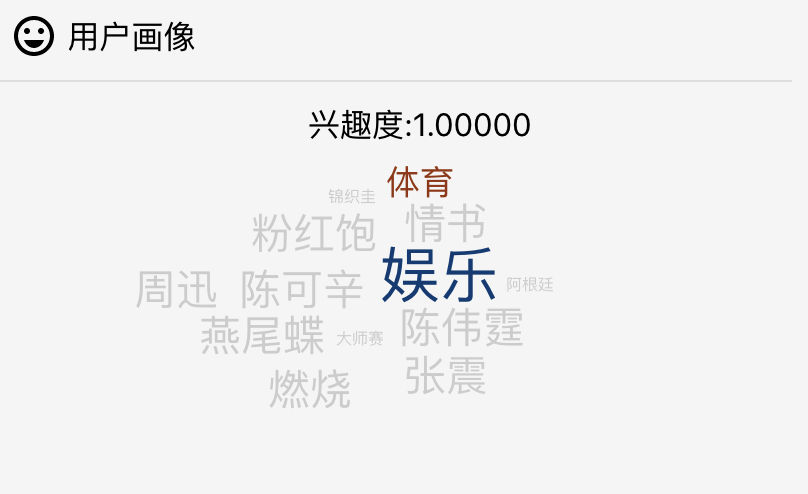 用户画像
兴趣度:1.00000
体育
锦织圭
粉红饱 情书
周迅 陈可辛 娱乐 阿根廷
燕尾蝶 大师赛 陈伟霆
燃烧 张震